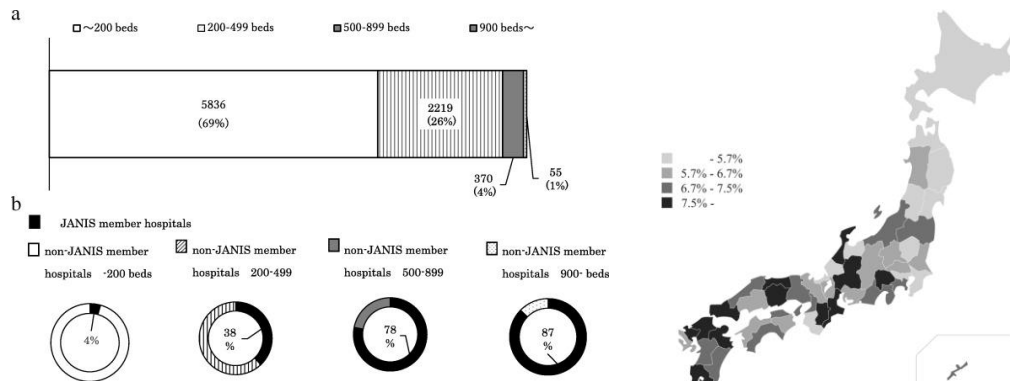 a
～200 beds 200-499 beds 500-899 beds 900 beds～
5836
(69%)
2219
(26%)
370
(4%)
55
(1%)
b
JANIS member hospitals
non-JANIS member
hospitals -200 beds
non-JANIS member
hospitals 200-499
non-JANIS member
hospitals 500-899
non-JANIS member
hospitals 900- beds
4%
38
%
78
%
87
%
- 5.7%
5.7% - 6.7%
6.7% - 7.5%
7.5% -